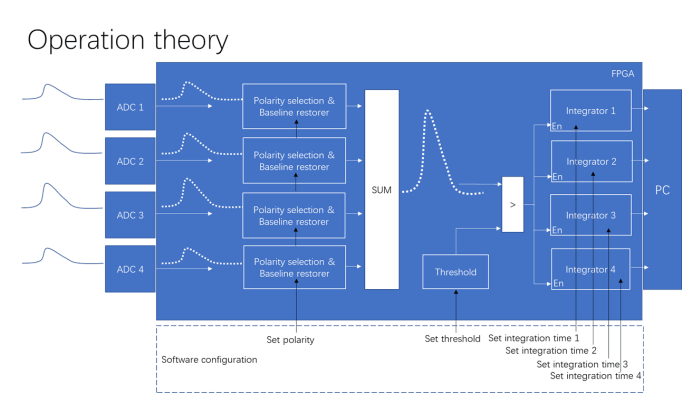 Operation theory
FPGA
ADC 1
Polarity selection &
Baseline restorer
Integrator 1
En
ADC 2
Polarity selection &
Baseline restorer
Integrator 2
En
SUM
>
PC
ADC 3
Polarity selection &
Baseline restorer
Integrator 3
En
ADC 4
Polarity selection &
Baseline restorer
Threshold
Integrator 4
En
Set polarity
Set threshold
Set integration time 1
Set integration time 2
Software configuration
Set integration time 3
Set integration time 4